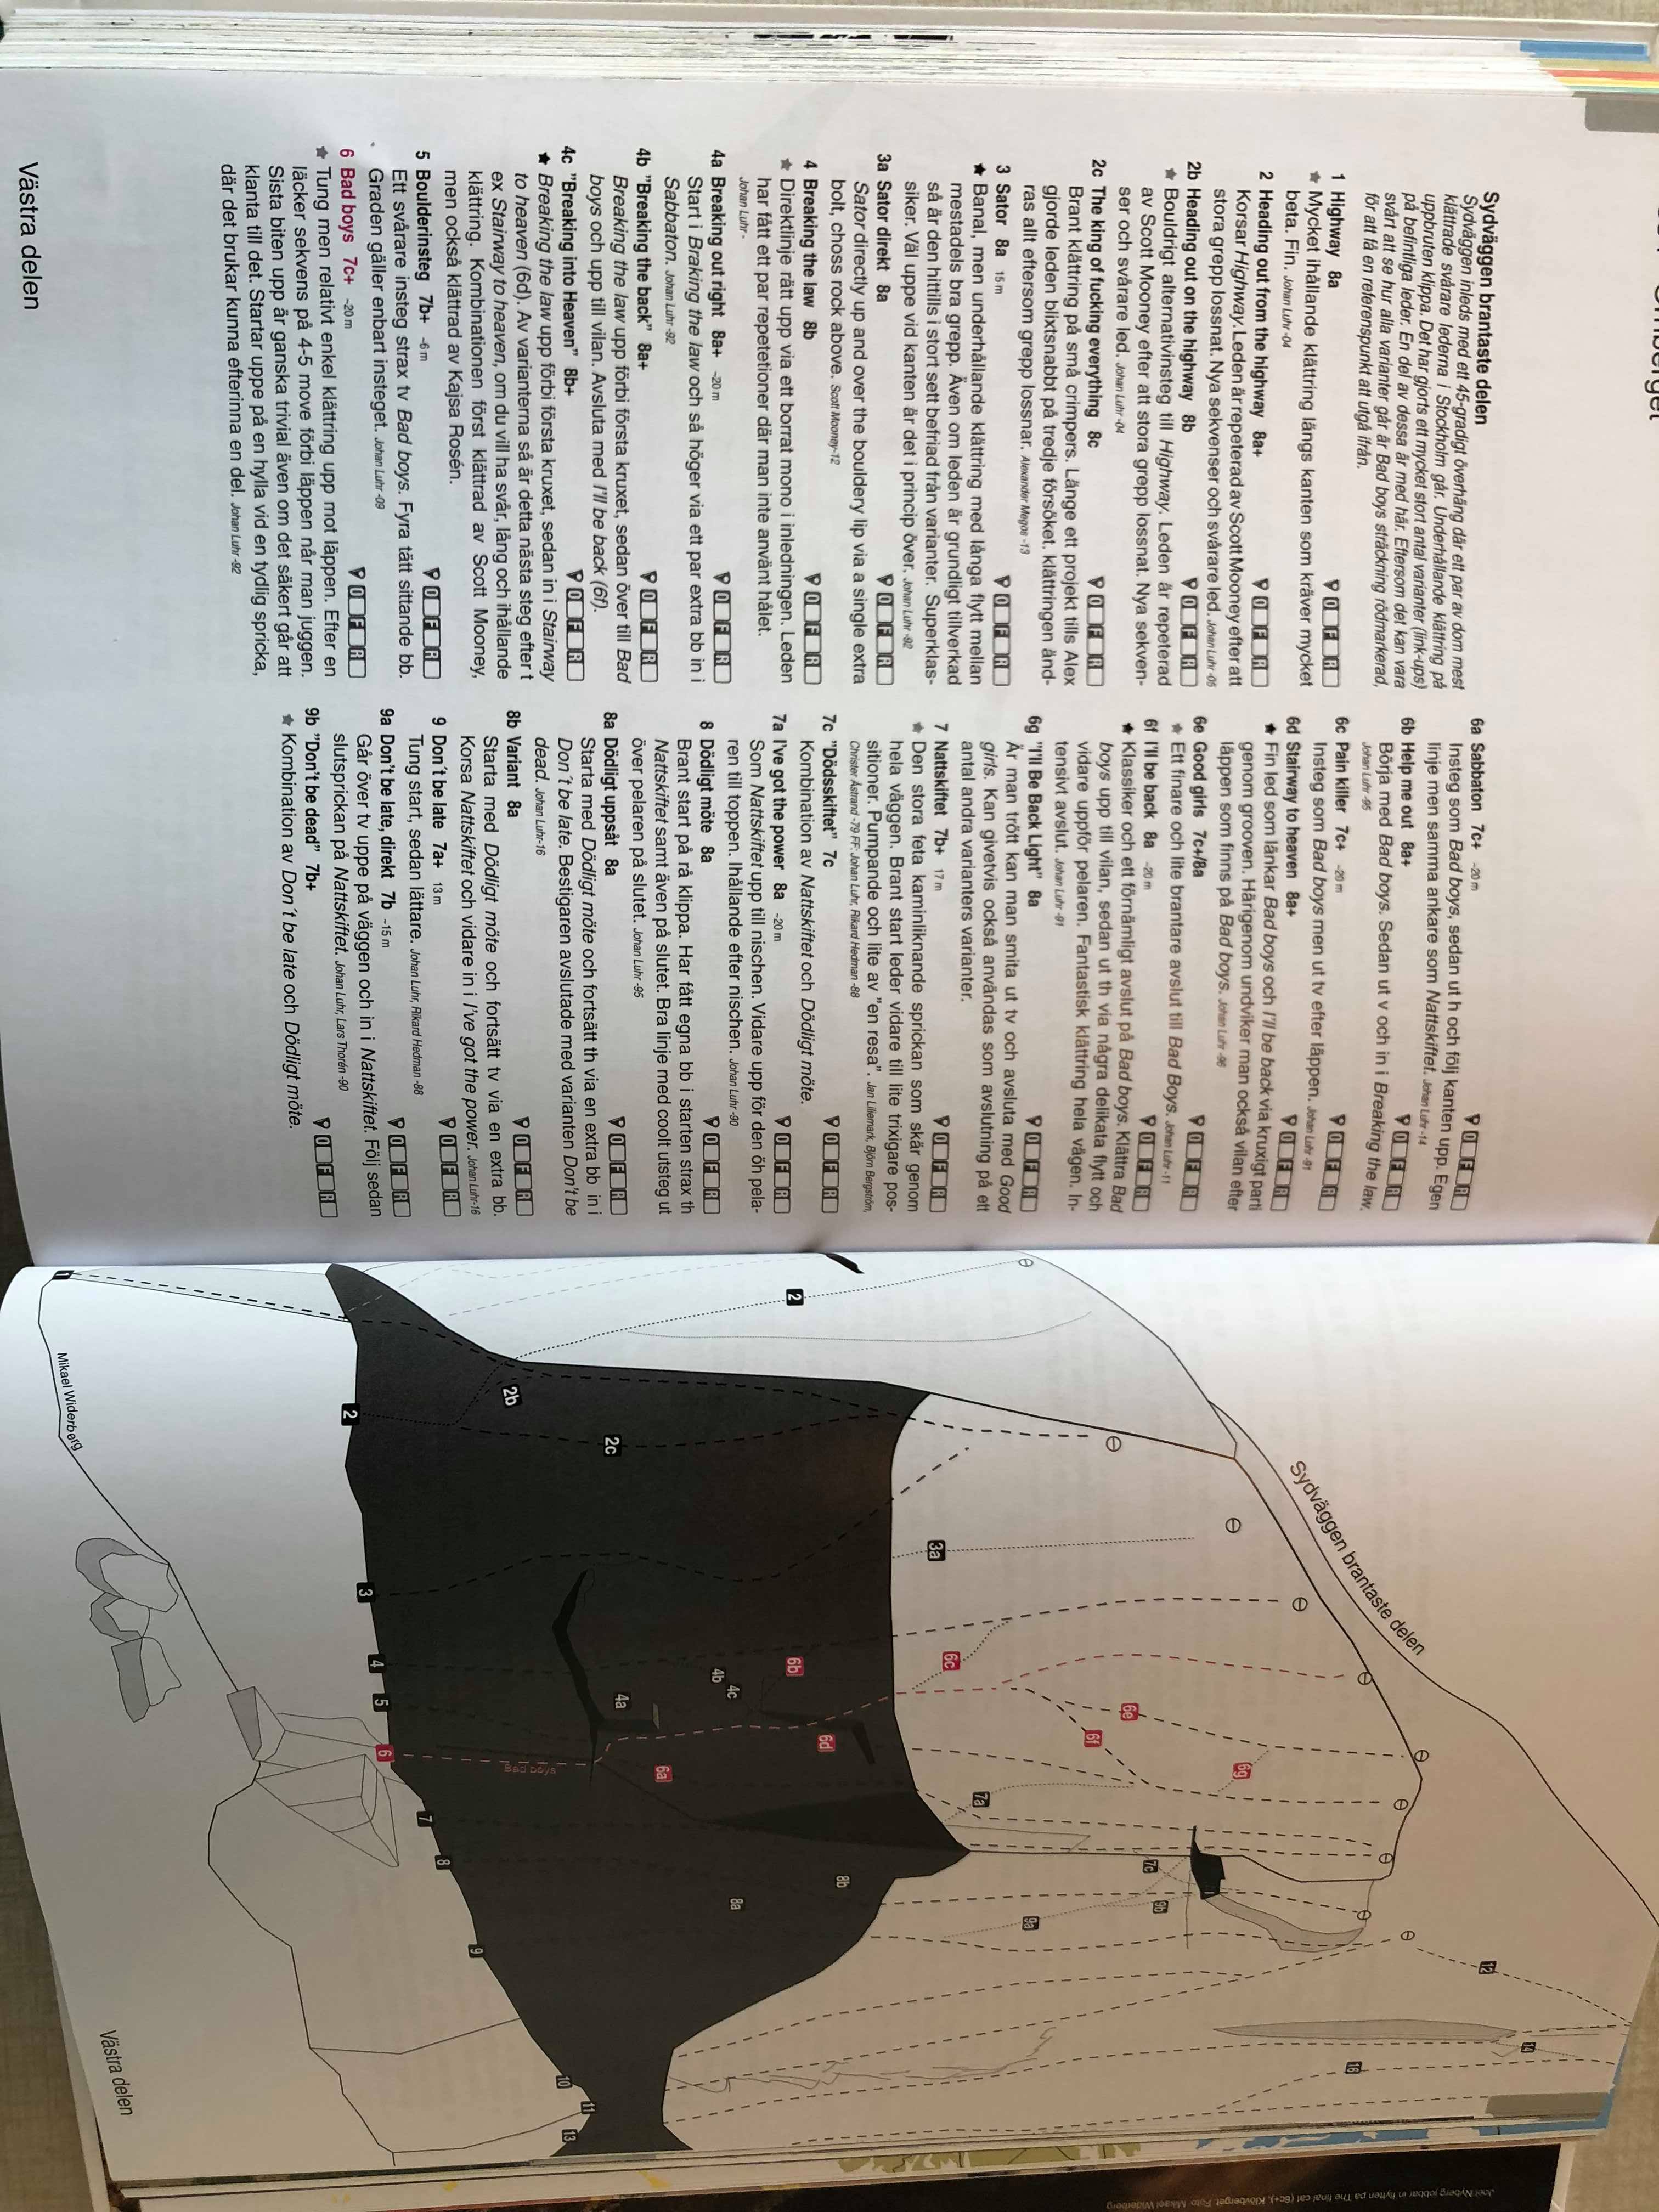 Sydväggen brantaste delen
Sydväggen inleds med ett 45-gradigt överhäng där ett par av dom mest
klättrade svårare lederna i Stockholm går. Underhållande klättring på
uppbruten klippa. Det har gjorts ett mycket stort antal varianter (link-ups)
på befintliga leder. En del av dessa är med här. Eftersom det kan vara
svårt att se hur alla varianter går är Bad boys sträckning rödmarkerad,
för att få en referenspunkt att utgå ifrån.
1 Highway 8a O F R
Mycket ihållande klättring längs kanten som kräver mycket
beta. Fin. Johan Luhr -04
2 Heading out from the highway 8a+ O F R
Korsar Highway. Leden är repeterad av Scott Mooney efter att
stora grepp lossnat. Nya sekvenser och svårare led. Johan Luhr -05
2b Heading out on the highway 8b O F R
Bouldrigt alternativinsteg till Highway. Leden är repeterad
av Scott Mooney efter att stora grepp lossnat. Nya sekven-
ser och svårare led. Johan Luhr -04
2c The king of fucking everything 8c O F R
Brant klättring på små crimpers. Länge ett projekt tills Alex
gjorde leden blixtsnabbt på tredje försöket. klättringen änd-
ras allt eftersom grepp lossnar. Alexander Megos -13
3 Sator 8a 15 m O F R
Banal, men underhållande klättring med långa flytt mellan
mestadels bra grepp. Även om leden är grundligt tillverkad
så är den hittills i stort sett befriad från varianter. Superklas-
siker. Väl uppe vid kanten är det i princip över. Johan Luhr -92
3a Sator direkt 8a O F R
Sator directly up and over the bouldery lip via a single extra
bolt, choss rock above. Scott Mooney-12
4 Breaking the law 8b O F R
Direktlinje rätt upp via ett borrat mono i inledningen. Leden
har fått ett par repetetioner där man inte använt hålet.
Johan Luhr -
4a Breaking out right 8a+ ~20 m O F R
Start i Braking the law och så höger via ett par extra bb in i
Sabbaton. Johan Luhr -92
4b "Breaking the back" 8a+ O F R
Breaking the law upp förbi första kruxet, sedan över till Bad
boys och upp till vilan. Avsluta med I'll be back (6f).
4c "Breaking into Heaven" 8b+ O F R
Breaking the law upp förbi första kruxet, sedan in i Stairway
to heaven (6d). Av varianterna så är detta nästa steg efter t
ex Stairway to heaven, om du vill ha svår, lång och ihållande
klättring. Kombinationen först klättrad av Scott Mooney,
men också klättrad av Kajsa Rosén.
5 Boulderinsteg 7b+ ~6 m O F R
Ett svårare insteg strax tv Bad boys. Fyra tätt sittande bb.
Graden gäller enbart insteget. Johan Luhr -09
6 Bad boys 7c+ ~20 m O F R
Tung men relativt enkel klättring upp mot läppen. Efter en
läcker sekvens på 4-5 move förbi läppen når man juggen.
Sista biten upp är ganska trivial även om det säkert går att
klanta till det. Startar uppe på en hylla vid en tydlig spricka,
där det brukar kunna efterinna en del. Johan Luhr -92
Västra delen
6a Sabbaton 7c+ ~20 m O F R
Insteg som Bad boys, sedan ut h och följ kanten upp. Egen
linje men samma ankare som Nattskiftet. Johan Luhr -14
6b Help me out 8a+ O F R
Börja med Bad boys. Sedan ut v och in i Breaking the law.
Johan Luhr -95
6c Pain killer 7c+ ~20 m O F R
Insteg som Bad boys men ut tv efter läppen. Johan Luhr -91
6d Stairway to heaven 8a+ O F R
Fin led som länkar Bad boys och I'll be back via kruxigt parti
genom grooven. Härigenom undviker man också vilan efter
läppen som finns på Bad boys. Johan Luhr -96
6e Good girls 7c+/8a O F R
Ett finare och lite brantare avslut till Bad Boys. Johan Luhr -11
6f I'll be back 8a ~20 m O F R
Klassiker och ett förnämligt avslut på Bad boys. Klättra Bad
boys upp till vilan, sedan ut th via några delikata flytt och
vidare uppför pelaren. Fantastisk klättring hela vägen. In-
tensivt avslut. Johan Luhr -91
6g "I'll Be Back Light" 8a O F R
Är man trött kan man smita ut tv och avsluta med Good
girls. Kan givetvis också användas som avslutning på ett
antal andra varianters varianter.
7 Nattskiftet 7b+ 17 m O F R
Den stora feta kaminliknande sprickan som skär genom
hela väggen. Brant start leder vidare till lite trixigare pos-
sitioner. Pumpande och lite av "en resa". Jan Liliemark, Björn Bergström,
Christer Åstrand -79 FF: Johan Luhr, Rikard Hedman -88
7c "Dödsskiftet" 7c O F R
Kombination av Nattskiftet och Dödligt möte.
7a I've got the power 8a ~20 m O F R
Som Nattskiftet upp till nischen. Vidare upp för den öh pela-
ren till toppen. Ihållande efter nischen. Johan Luhr -90
8 Dödligt möte 8a O F R
Brant start på rå klippa. Har fått egna bb i starten strax th
Nattskiftet samt även på slutet. Bra linje med coolt utsteg ut
över pelaren på slutet. Johan Luhr -95
8a Dödligt uppsåt 8a O F R
Starta med Dödligt möte och fortsätt th via en extra bb in i
Don´t be late. Bestigaren avslutade med varianten Don't be
dead. Johan Luhr-16
8b Variant 8a O F R
Starta med Dödligt möte och fortsätt tv via en extra bb.
Korsa Nattskiftet och vidare in i I've got the power. Johan Luhr-16
9 Don't be late 7a+ 13 m O F R
Tung start, sedan lättare. Johan Luhr, Rikard Hedman -88
9a Don't be late, direkt 7b ~15 m O F R
Går över tv uppe på väggen och in i Nattskiftet. Följ sedan
slutsprickan på Nattskiftet. Johan Luhr, Lars Thorén -90
9b "Don't be dead" 7b+ O F R
Kombination av Don´t be late och Dödligt möte.
Sydväggen brantaste delen
12
14
16
2
3a
6c
6e
6f
6g
7a
7c
9b
9a
2b
2c
6b
4b
4c
4a
6d
6a
8b
8a
Bad boys
1
2
3
4
5
6
7
8
9
10
11
13
Mikael Widerberg
Västra delen
Joel Nyberg jobbar in flytten på The final cat (8c+), Klövberget. Foto: Mikael Widerberg